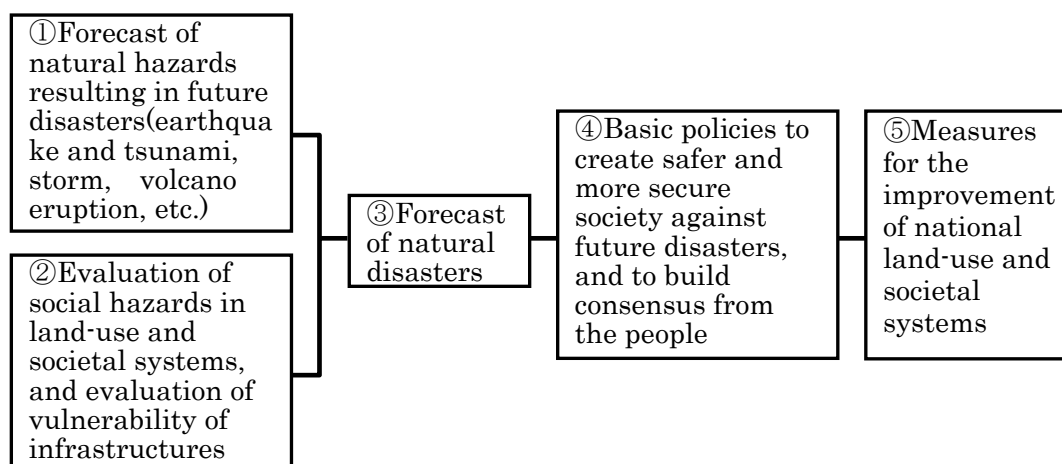 ①Forecast of
natural hazards
resulting in future
disasters(earthqua
ke and tsunami,
storm, volcano
eruption, etc.)
②Evaluation of
social hazards in
land-use and
societal systems,
and evaluation of
vulnerability of
infrastructures
③Forecast
of natural
disasters
④Basic policies to
create safer and
more secure
society against
future disasters,
and to build
consensus from
the people
⑤Measures
for the
improvement
of national
land-use and
societal
systems